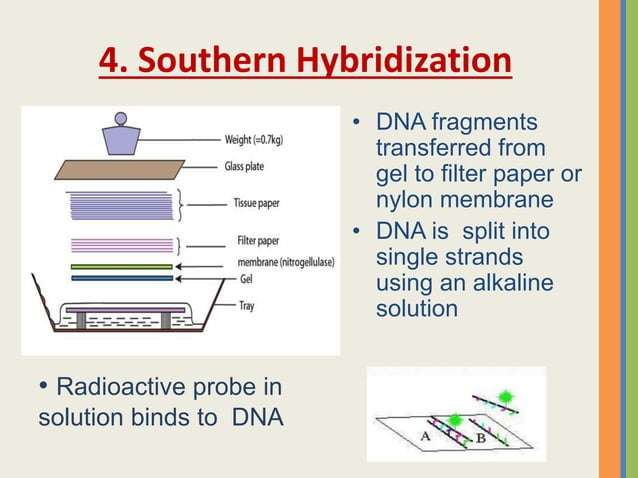 4. Southern Hybridization
Weight (=0.7kg)
Glass plate
Tissue paper
Filter paper
membrane (nitrogellulase)
Gel
Tray
• DNA fragments
transferred from
gel to filter paper or
nylon membrane
• DNA is split into
single strands
using an alkaline
solution
• Radioactive probe in
solution binds to DNA
A
B